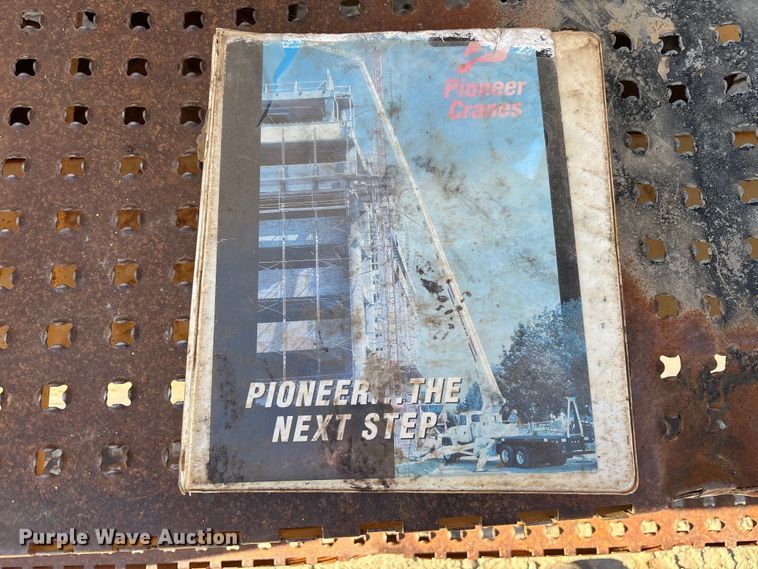 Pioneer
Cranes
PIONEER...THE
NEXT STEP
Purple Wave Auction